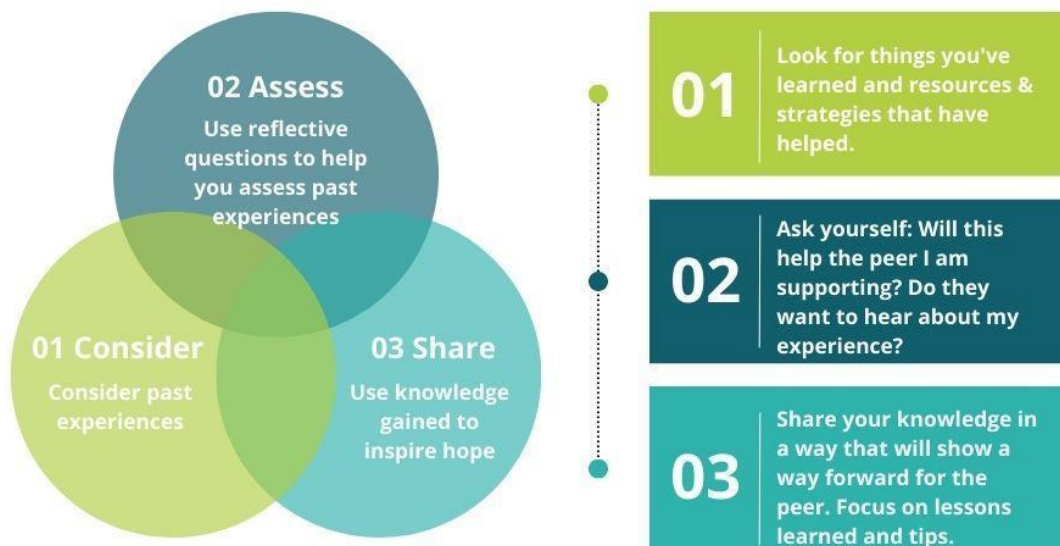 02 Assess
Use reflective
questions to help
you assess past
experiences
01 Consider
Consider past
experiences
03 Share
Use knowledge
gained to
inspire hope
01
Look for things you've
learned and resources &
strategies that have
helped.
02
Ask yourself: Will this
help the peer I am
supporting? Do they
want to hear about my
experience?
03
Share your knowledge in
a way that will show a
way forward for the
peer. Focus on lessons
learned and tips.